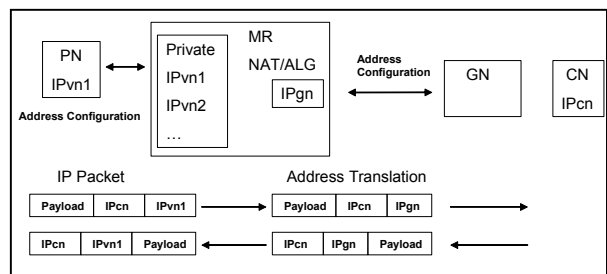 PN
IPvn1
Address Configuration
Private
IPvn1
IPvn2
…
MR
NAT/ALG
IPgn
Address
Configuration
GN
CN
IPcn
IP Packet
Address Translation
Payload IPcn IPvn1
Payload IPcn IPgn
IPcn IPvn1 Payload
IPcn IPgn Payload